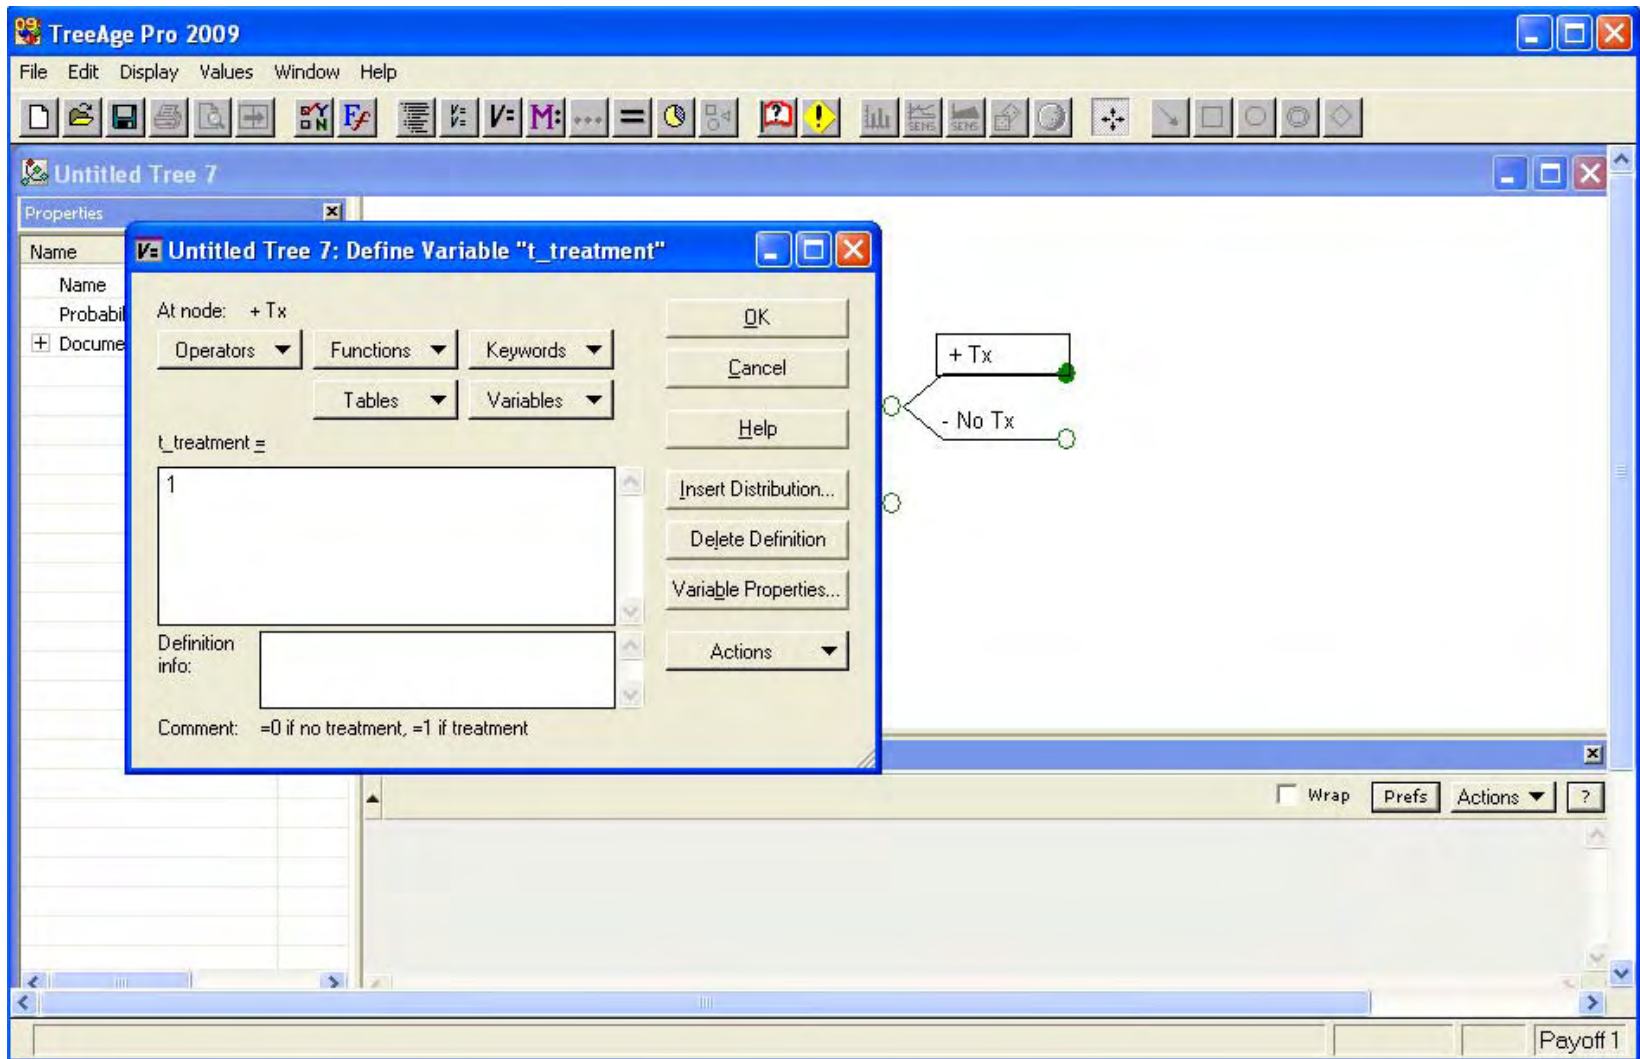 TreeAge Pro 2009
File Edit Display Values Window Help
Untitled Tree 7
Properties
Name
Name
Probabil
Docume
V= Untitled Tree 7: Define Variable "t_treatment"
At node: + Tx
Operators Functions Keywords
Tables Variables
t_treatment =
1
Definition
info:
Comment: =0 if no treatment, =1 if treatment
OK
Cancel
Help
Insert Distribution...
Delete Definition
Variable Properties...
Actions
+ Tx
- No Tx
Wrap Prefs Actions ?
Payoff 1